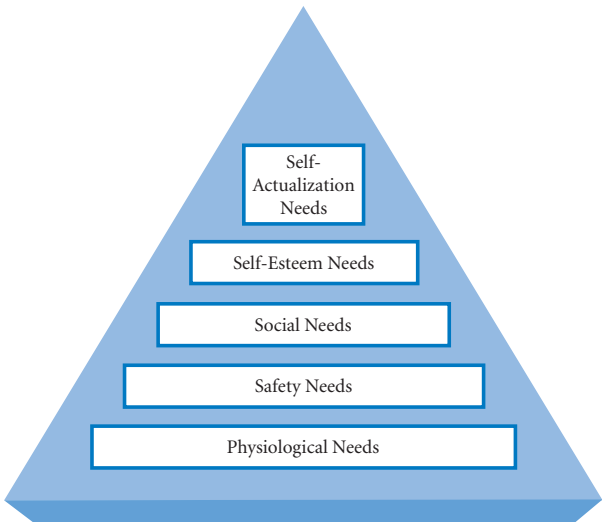 Self-
Actualization
Needs
Self-Esteem Needs
Social Needs
Safety Needs
Physiological Needs